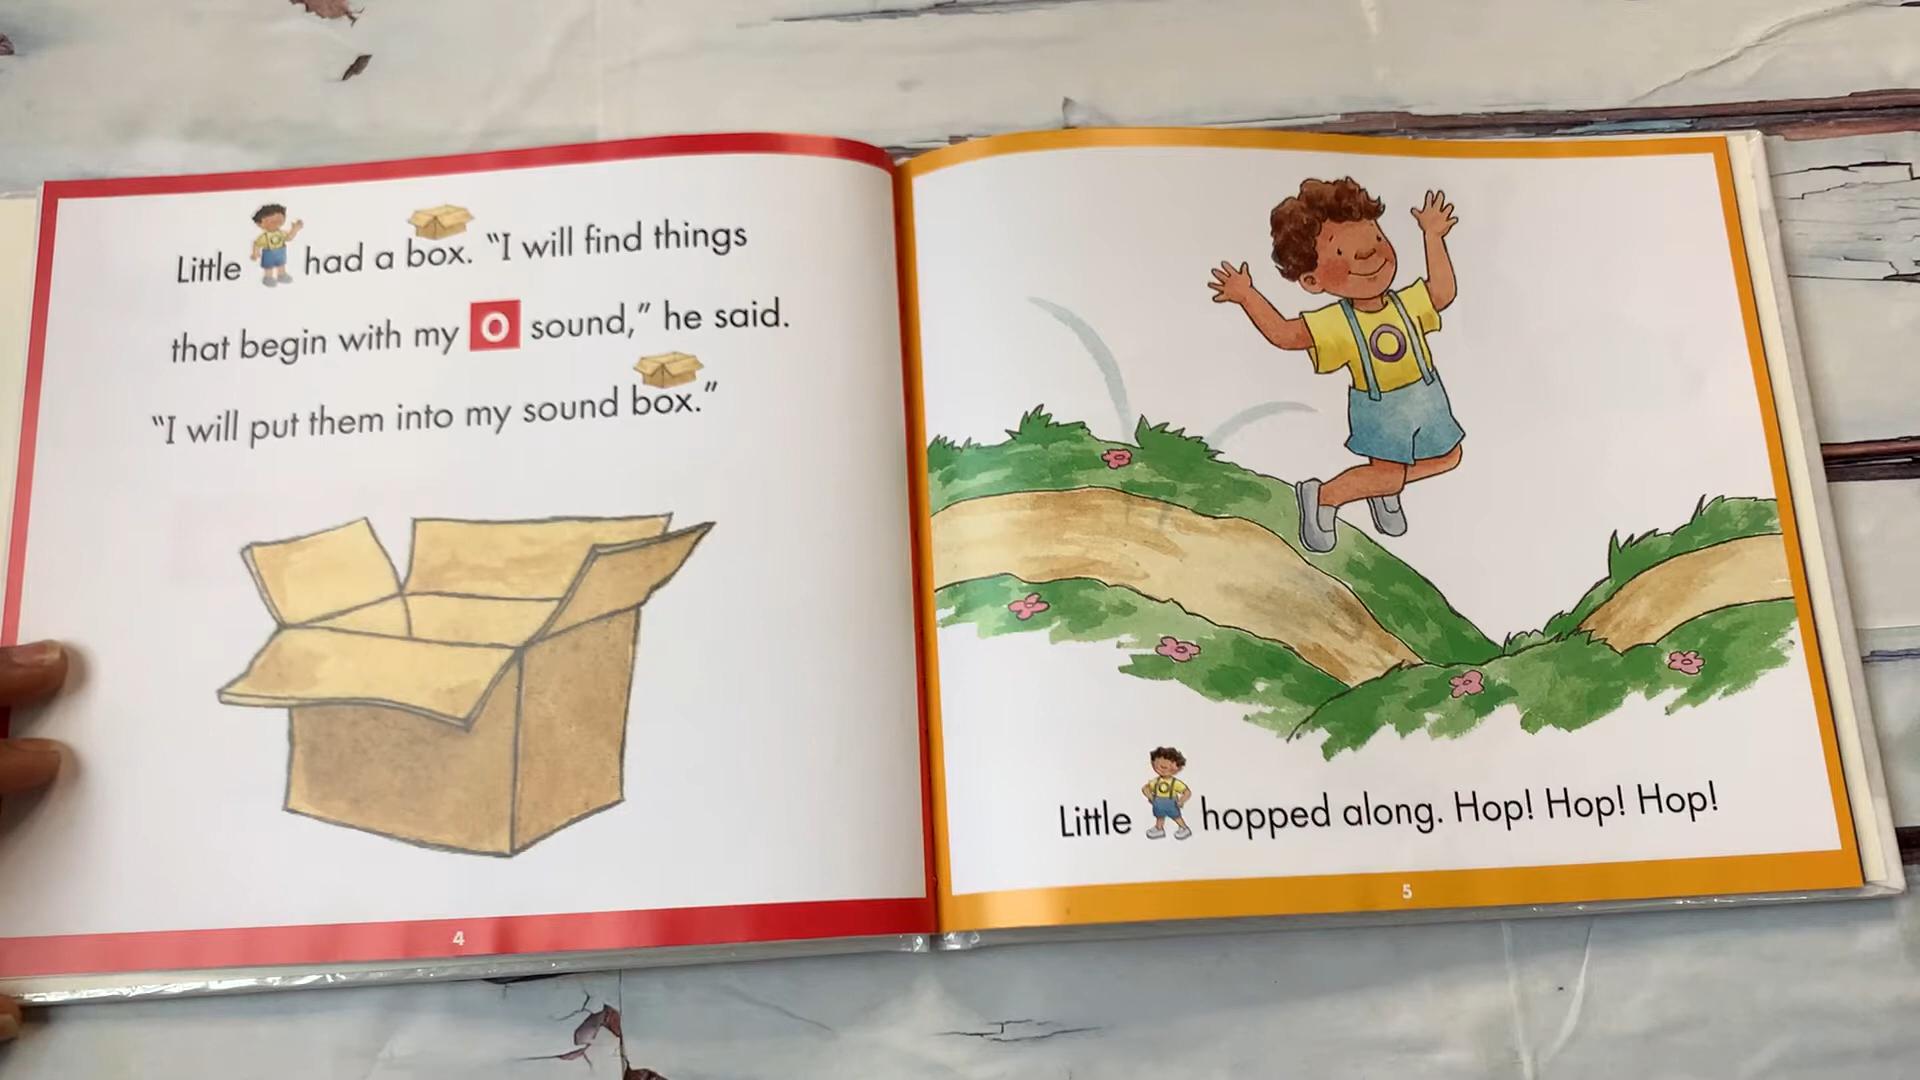 Little had a box. “I will find things
that begin with my O sound,” he said.
“I will put them into my sound box.”
4
Little hopped along. Hop! Hop! Hop!
5